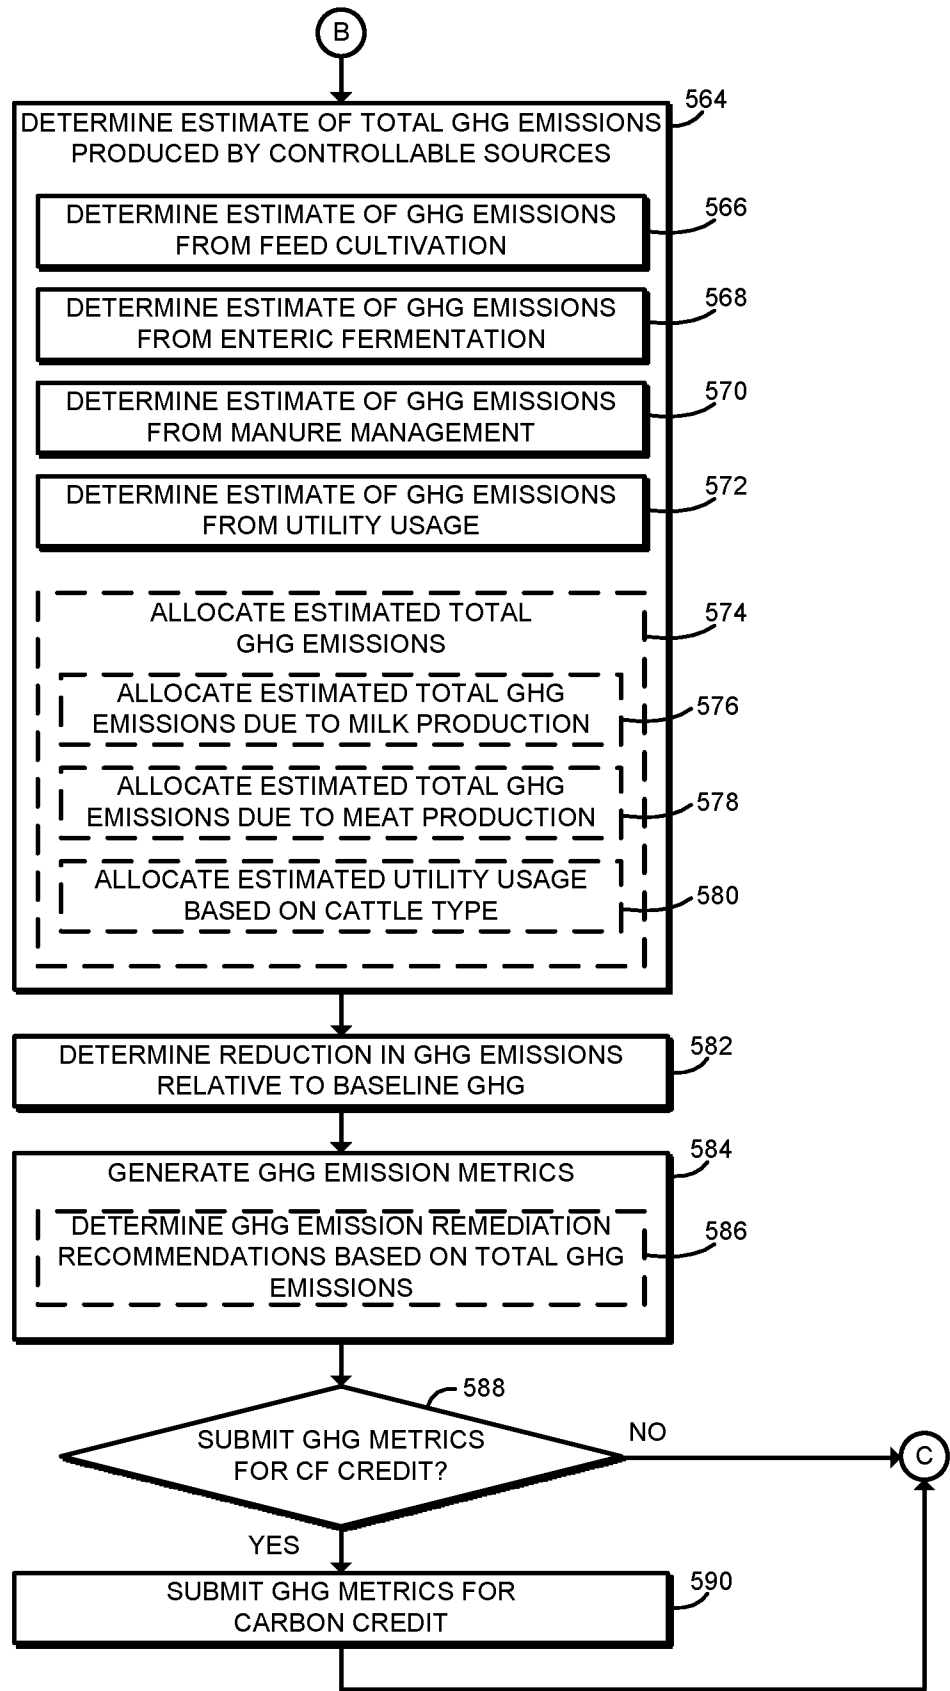 B
564
DETERMINE ESTIMATE OF TOTAL GHG EMISSIONS
PRODUCED BY CONTROLLABLE SOURCES
566
DETERMINE ESTIMATE OF GHG EMISSIONS
FROM FEED CULTIVATION
568
DETERMINE ESTIMATE OF GHG EMISSIONS
FROM ENTERIC FERMENTATION
570
DETERMINE ESTIMATE OF GHG EMISSIONS
FROM MANURE MANAGEMENT
572
DETERMINE ESTIMATE OF GHG EMISSIONS
FROM UTILITY USAGE
574
ALLOCATE ESTIMATED TOTAL
GHG EMISSIONS
576
ALLOCATE ESTIMATED TOTAL GHG
EMISSIONS DUE TO MILK PRODUCTION
578
ALLOCATE ESTIMATED TOTAL GHG
EMISSIONS DUE TO MEAT PRODUCTION
580
ALLOCATE ESTIMATED UTILITY USAGE
BASED ON CATTLE TYPE
582
DETERMINE REDUCTION IN GHG EMISSIONS
RELATIVE TO BASELINE GHG
584
GENERATE GHG EMISSION METRICS
586
DETERMINE GHG EMISSION REMEDIATION
RECOMMENDATIONS BASED ON TOTAL GHG
EMISSIONS
588
SUBMIT GHG METRICS
FOR CF CREDIT?
NO
C
YES
590
SUBMIT GHG METRICS FOR
CARBON CREDIT